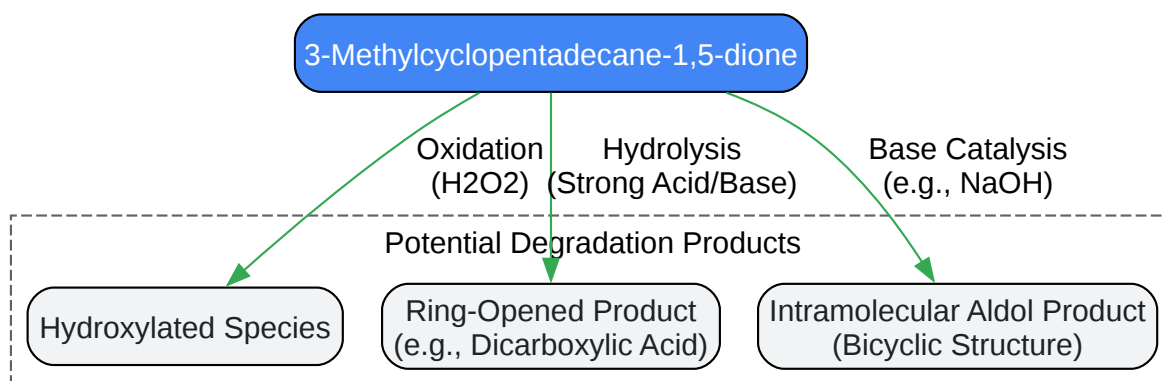 3-Methylcyclopentadecane-1,5-dione
Oxidation
(H2O2)
Hydrolysis
(Strong Acid/Base)
Base Catalysis
(e.g., NaOH)
Potential Degradation Products
Hydroxylated Species
Ring-Opened Product
(e.g., Dicarboxylic Acid)
Intramolecular Aldol Product
(Bicyclic Structure)